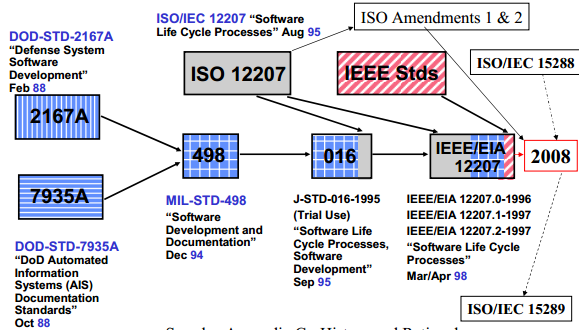 ISO/IEC 12207 “Software
Life Cycle Processes” Aug 95
ISO Amendments 1 & 2
DOD-STD-2167A
“Defense System
Software
Development”
Feb 88
ISO 12207
IEEE Stds
ISO/IEC 15288
2167A
498
016
IEEE/EIA
12207
2008
7935A
MIL-STD-498
“Software
Development and
Documentation”
Dec 94
J-STD-016-1995
(Trial Use)
“Software Life
Cycle Processes,
Software
Development”
Sep 95
IEEE/EIA 12207.0-1996
IEEE/EIA 12207.1-1997
IEEE/EIA 12207.2-1997
“Software Life Cycle
Processes”
Mar/Apr 98
DOD-STD-7935A
“DoD Automated
Information
Systems (AIS)
Documentation
Standards”
Oct 88
ISO/IEC 15289